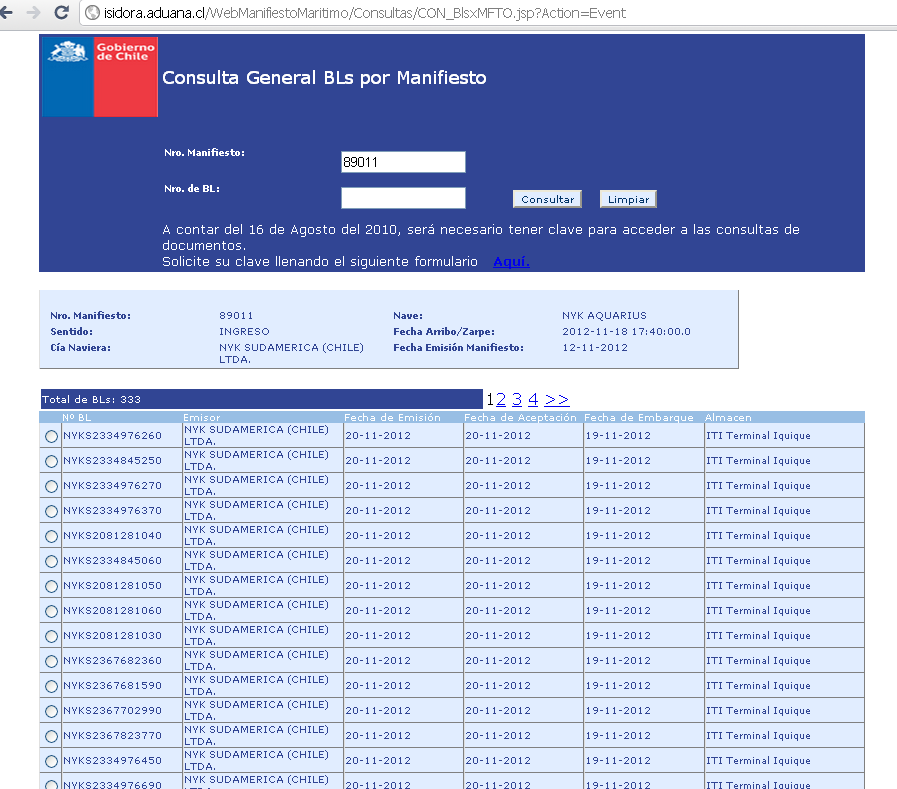 isidora.aduana.cl/WebManifiestoMaritimo/Consultas/CON_BlsxMFTO.jsp?Action=Event
Gobierno
de Chile
Consulta General BLs por Manifiesto
Nro. Manifiesto: 89011
Nro. de BL:
Consultar Limpiar
A contar del 16 de Agosto del 2010, será necesario tener clave para acceder a las consultas de
documentos.
Solicite su clave llenando el siguiente formulario Aquí.
Nro. Manifiesto: 89011 Nave: NYK AQUARIUS
Sentido: INGRESO Fecha Arribo/Zarpe: 2012-11-18 17:40:00.0
Cía Naviera: NYK SUDAMERICA (CHILE) LTDA. Fecha Emisión Manifiesto: 12-11-2012
Total de BLs: 333 1 2 3 4 >>
Nº BL Emisor Fecha de Emisión Fecha de Aceptación Fecha de Embarque Almacen
NYKS2334976260 NYK SUDAMERICA (CHILE) LTDA. 20-11-2012 20-11-2012 19-11-2012 ITI Terminal Iquique
NYKS2334845250 NYK SUDAMERICA (CHILE) LTDA. 20-11-2012 20-11-2012 19-11-2012 ITI Terminal Iquique
NYKS2334976270 NYK SUDAMERICA (CHILE) LTDA. 20-11-2012 20-11-2012 19-11-2012 ITI Terminal Iquique
NYKS2334976370 NYK SUDAMERICA (CHILE) LTDA. 20-11-2012 20-11-2012 19-11-2012 ITI Terminal Iquique
NYKS2081281040 NYK SUDAMERICA (CHILE) LTDA. 20-11-2012 20-11-2012 19-11-2012 ITI Terminal Iquique
NYKS2334845060 NYK SUDAMERICA (CHILE) LTDA. 20-11-2012 20-11-2012 19-11-2012 ITI Terminal Iquique
NYKS2081281050 NYK SUDAMERICA (CHILE) LTDA. 20-11-2012 20-11-2012 19-11-2012 ITI Terminal Iquique
NYKS2081281060 NYK SUDAMERICA (CHILE) LTDA. 20-11-2012 20-11-2012 19-11-2012 ITI Terminal Iquique
NYKS2081281030 NYK SUDAMERICA (CHILE) LTDA. 20-11-2012 20-11-2012 19-11-2012 ITI Terminal Iquique
NYKS2367682360 NYK SUDAMERICA (CHILE) LTDA. 20-11-2012 20-11-2012 19-11-2012 ITI Terminal Iquique
NYKS2367681590 NYK SUDAMERICA (CHILE) LTDA. 20-11-2012 20-11-2012 19-11-2012 ITI Terminal Iquique
NYKS2367702990 NYK SUDAMERICA (CHILE) LTDA. 20-11-2012 20-11-2012 19-11-2012 ITI Terminal Iquique
NYKS2367823770 NYK SUDAMERICA (CHILE) LTDA. 20-11-2012 20-11-2012 19-11-2012 ITI Terminal Iquique
NYKS2334976450 NYK SUDAMERICA (CHILE) LTDA. 20-11-2012 20-11-2012 19-11-2012 ITI Terminal Iquique
NYKS2334976690 NYK SUDAMERICA (CHILE) LTDA. 20-11-2012 20-11-2012 19-11-2012 ITI Terminal Iquique